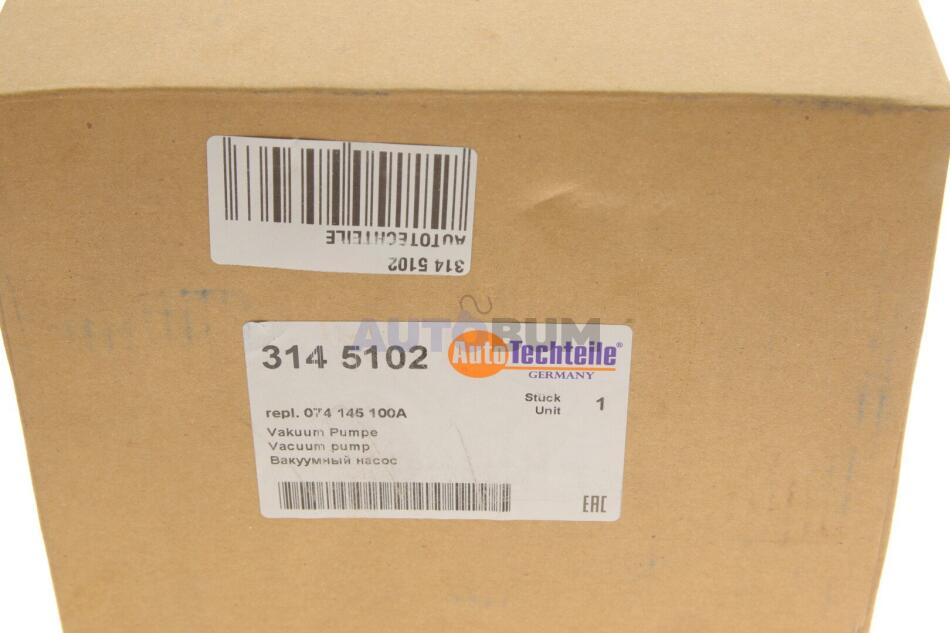 AUTOTECHTEILE
314 5102
AUTOBUM
314 5102
AutoTechteile®
GERMANY
repl. 074 145 100A
Stück
Unit
1
Vakuum Pumpe
Vacuum pump
Вакуумный насос
EAC